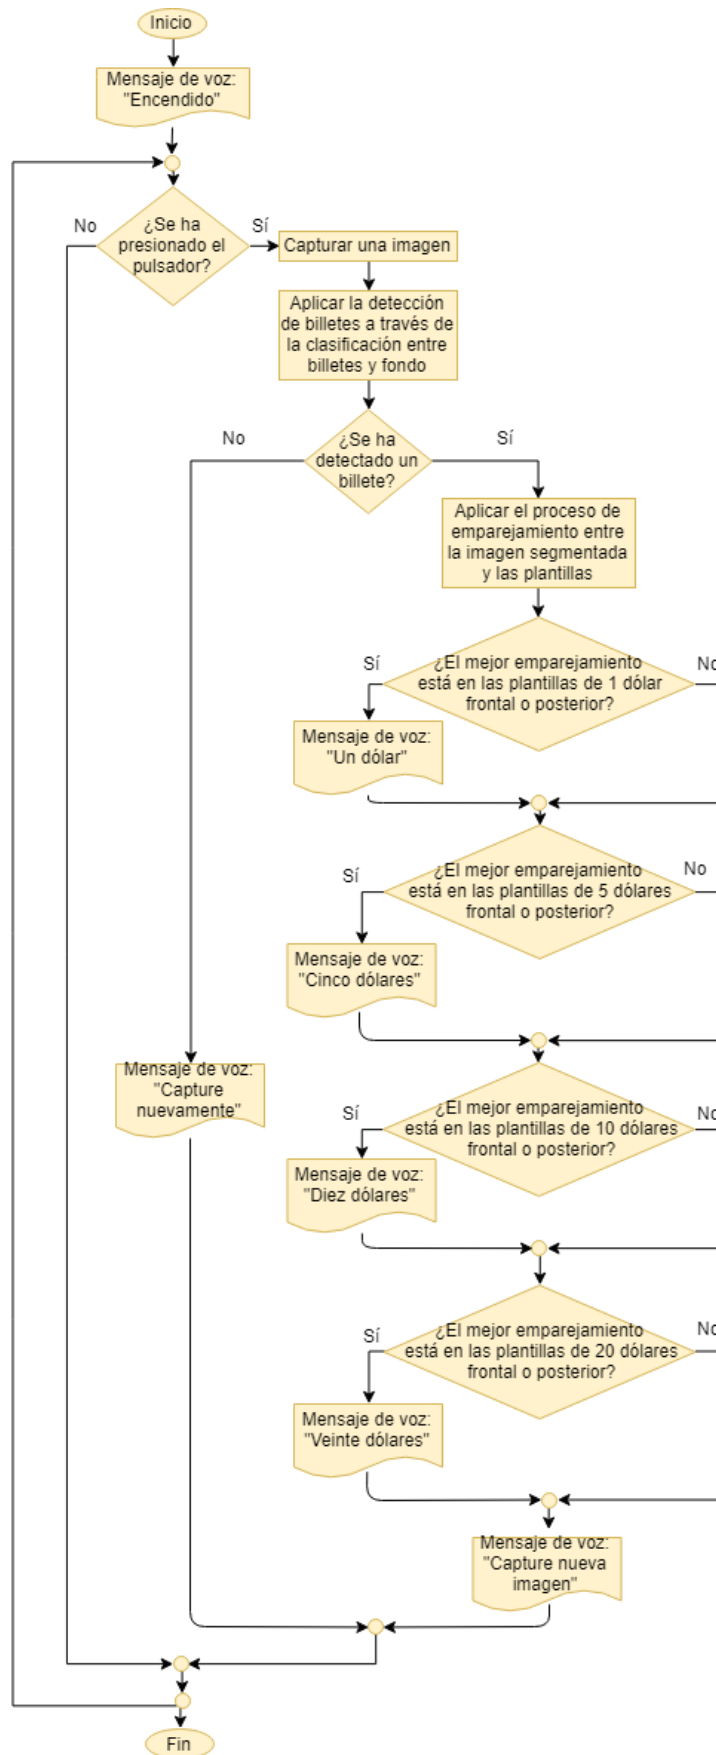 Inicio
Mensaje de voz:
"Encendido"
No
¿Se ha
presionado el
pulsador?
Sí
Capturar una imagen
Aplicar la detección
de billetes a través de
la clasificación entre
billetes y fondo
No
¿Se ha
detectado un
billete?
Sí
Aplicar el proceso de
emparejamiento entre
la imagen segmentada
y las plantillas
Sí
¿El mejor emparejamiento
está en las plantillas de 1 dólar
frontal o posterior?
No
Mensaje de voz:
"Un dólar"
Sí
¿El mejor emparejamiento
está en las plantillas de 5 dólares
frontal o posterior?
No
Mensaje de voz:
"Cinco dólares"
Mensaje de voz:
"Capture
nuevamente"
Sí
¿El mejor emparejamiento
está en las plantillas de 10 dólares
frontal o posterior?
No
Mensaje de voz:
"Diez dólares"
Sí
¿El mejor emparejamiento
está en las plantillas de 20 dólares
frontal o posterior?
No
Mensaje de voz:
"Veinte dólares"
Mensaje de voz:
"Capture nueva
imagen"
Fin